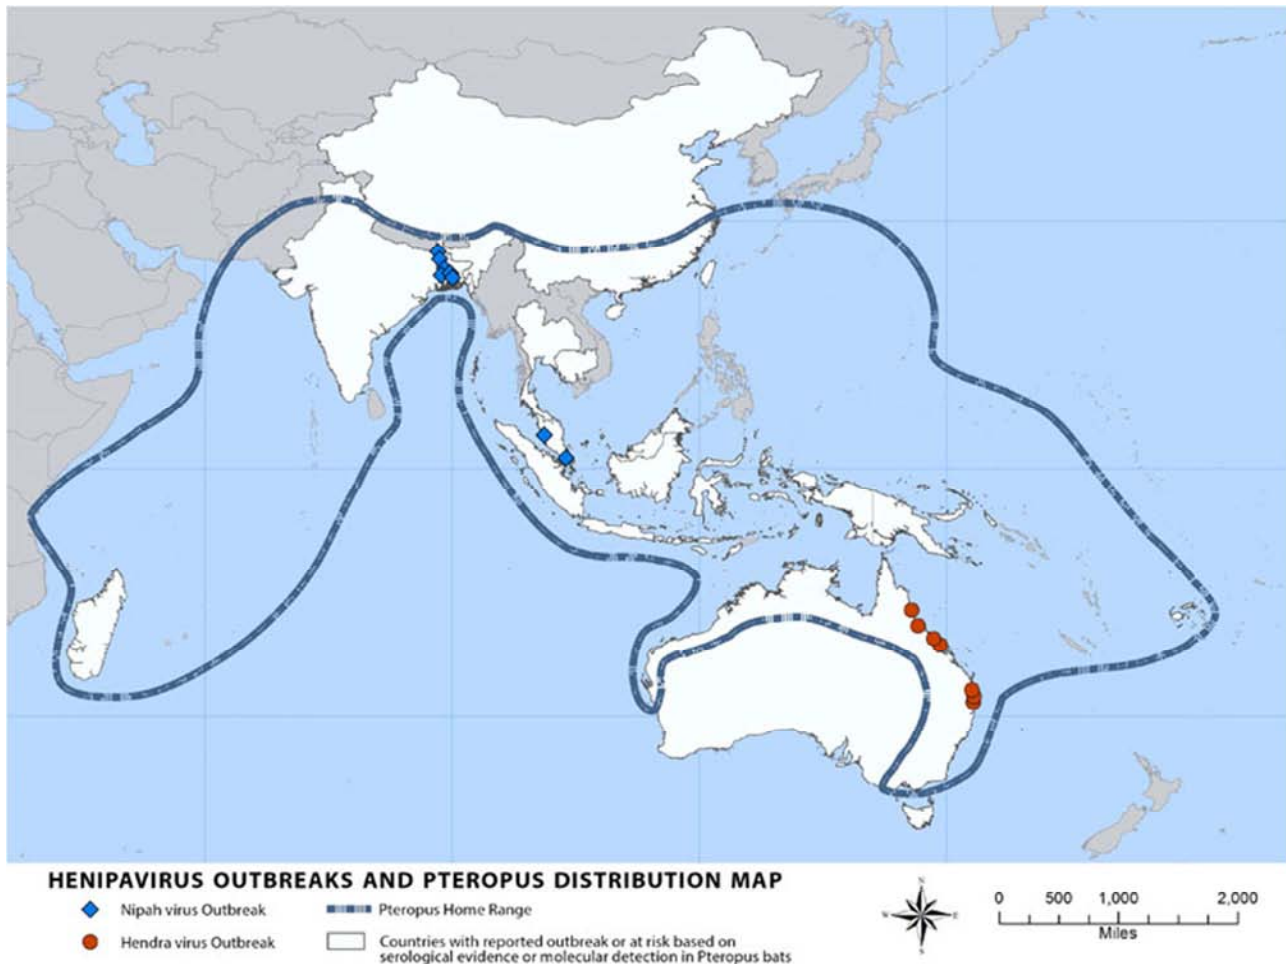 HENIPAVIRUS OUTBREAKS AND PTEROPUS DISTRIBUTION MAP
Nipah virus Outbreak
Pteropus Home Range
Hendra virus Outbreak
Countries with reported outbreak or at risk based on
serological evidence or molecular detection in Pteropus bats
N
W
E
S
0 500 1,000 2,000
Miles